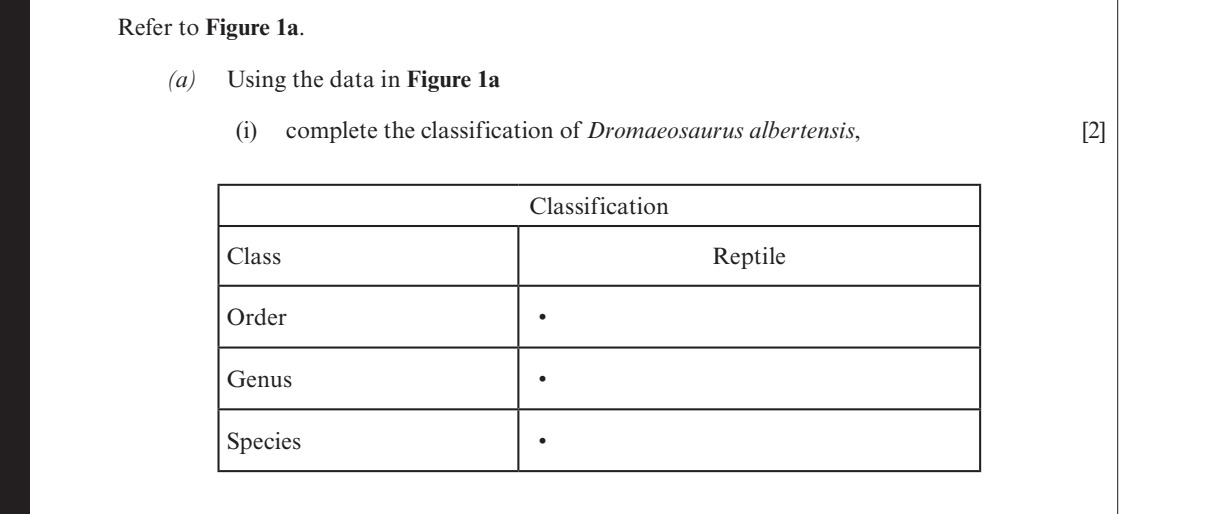 Refer to Figure 1a.
(a) Using the data in Figure 1a
(i) complete the classification of Dromaeosaurus albertensis, [2]
Classification
Class Reptile
Order •
Genus •
Species •